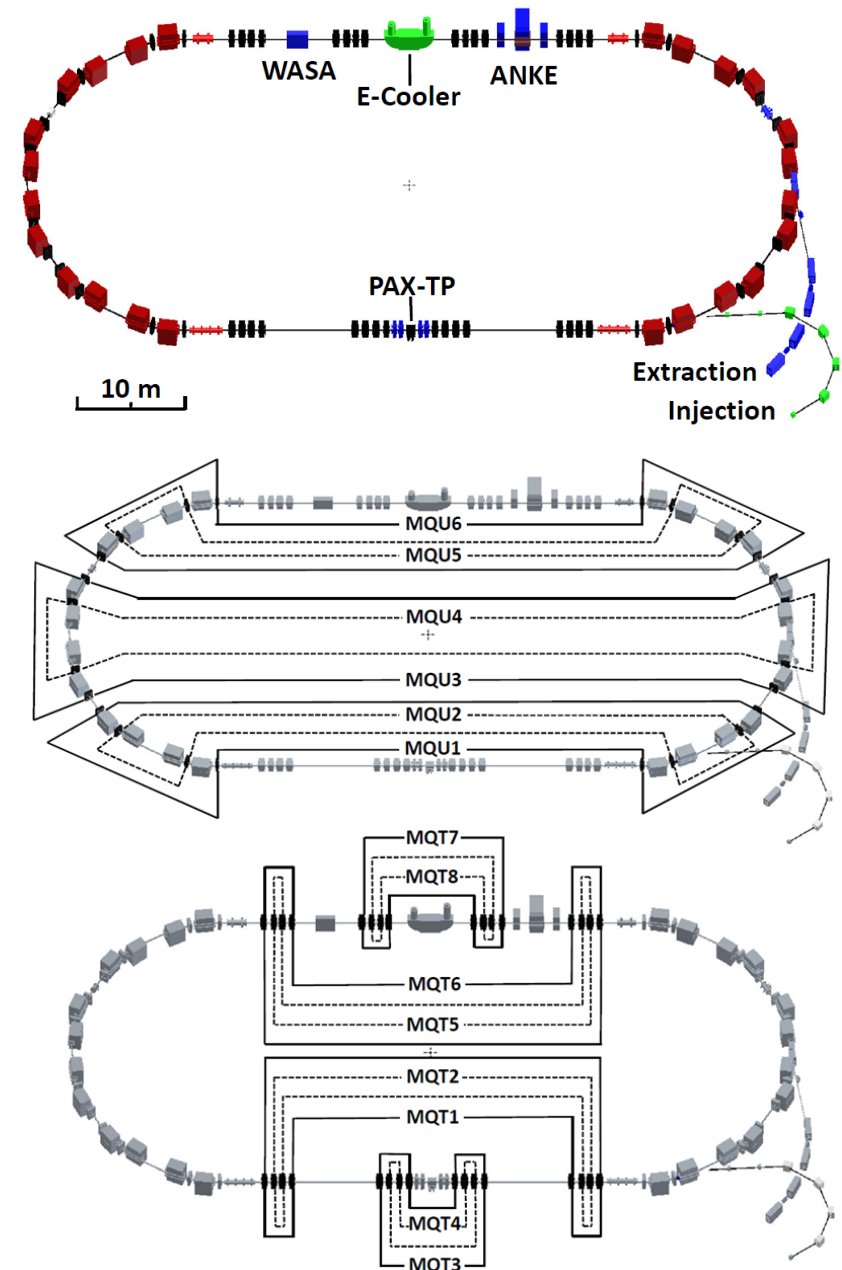 WASA
E-Cooler
ANKE
PAX-TP
10 m
Extraction
Injection
MQU6
MQU5
MQU4
MQU3
MQU2
MQU1
MQT7
MQT8
MQT6
MQT5
MQT2
MQT1
MQT4
MQT3